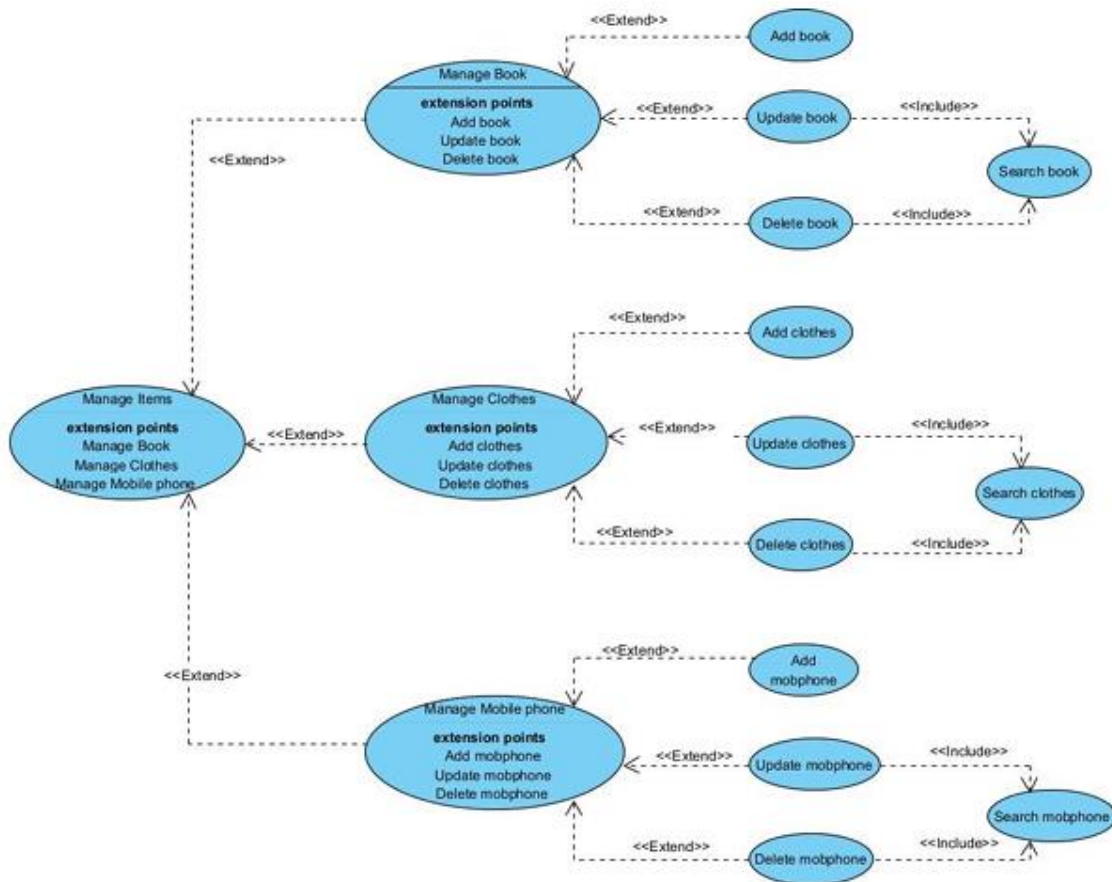 <<Extend>>
Add book
Manage Book
extension points
Add book
Update book
Delete book
<<Extend>>
Update book
<<Include>>
<<Extend>>
Search book
<<Extend>>
Delete book
<<Include>>
<<Extend>>
Add clothes
Manage Items
extension points
Manage Book
Manage Clothes
Manage Mobile phone
<<Extend>>
Manage Clothes
extension points
Add clothes
Update clothes
Delete clothes
<<Extend>>
Update clothes
<<Include>>
Search clothes
<<Extend>>
Delete clothes
<<Include>>
<<Extend>>
Add
mobphone
<<Extend>>
Manage Mobile phone
extension points
Add mobphone
Update mobphone
Delete mobphone
<<Extend>>
Update mobphone
<<Include>>
Search mobphone
<<Extend>>
Delete mobphone
<<Include>>